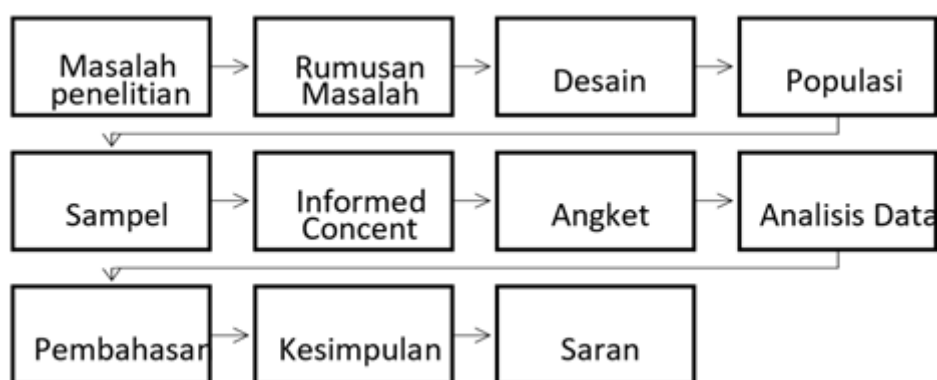 Masalah
penelitian
Rumusan
Masalah
Desain
Populasi
Sampel
Informed
Concent
Angket
Analisis Data
Pembahasan
Kesimpulan
Saran